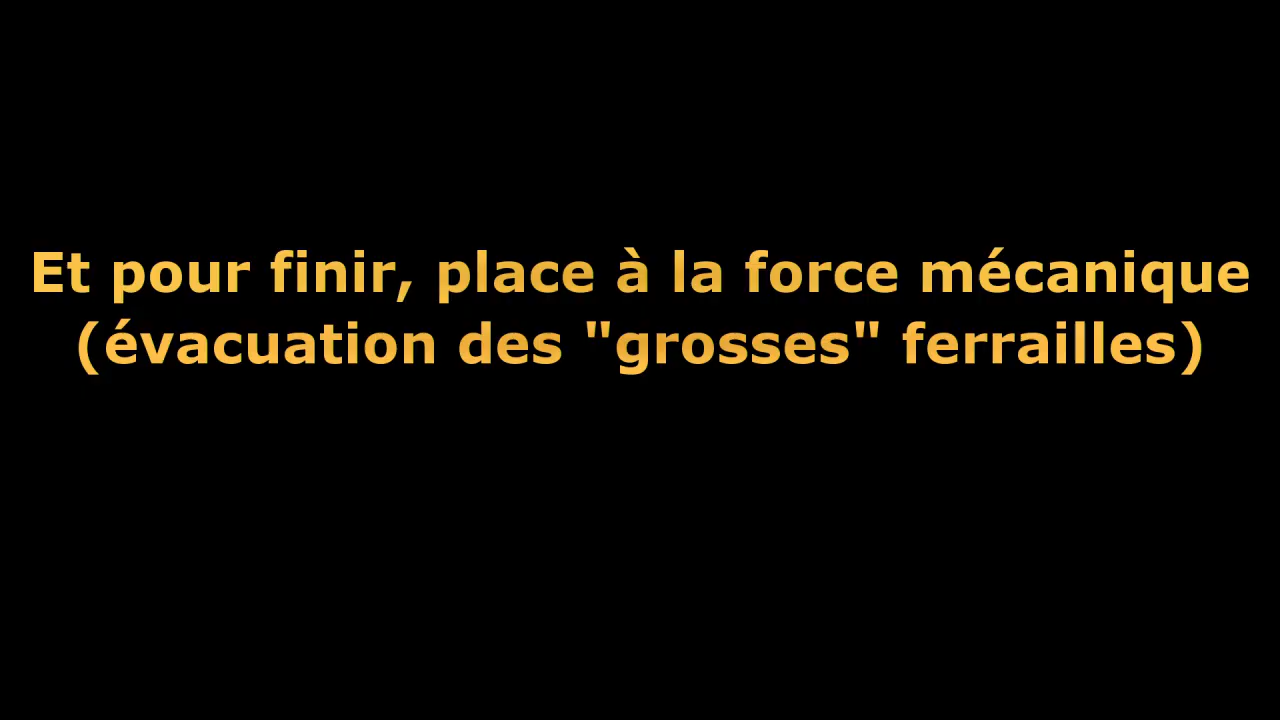 Et pour finir, place à la force mécanique
(évacuation des "grosses" ferrailles)